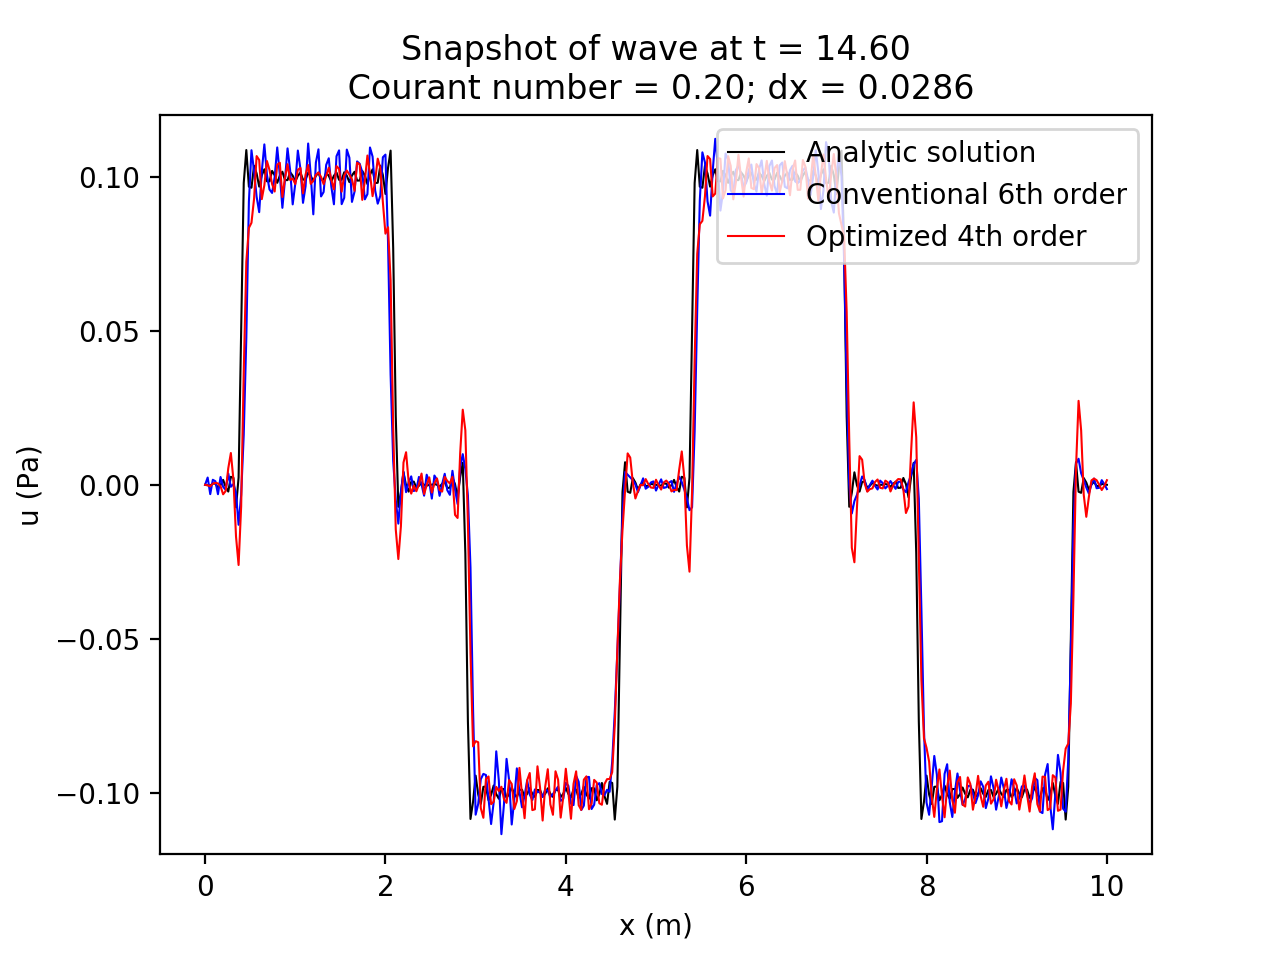 Snapshot of wave at t = 14.60
Courant number = 0.20; dx = 0.0286
Analytic solution
Conventional 6th order
Optimized 4th order
0.10
0.05
0.00
−0.05
−0.10
u (Pa)
0 2 4 6 8 10
x (m)